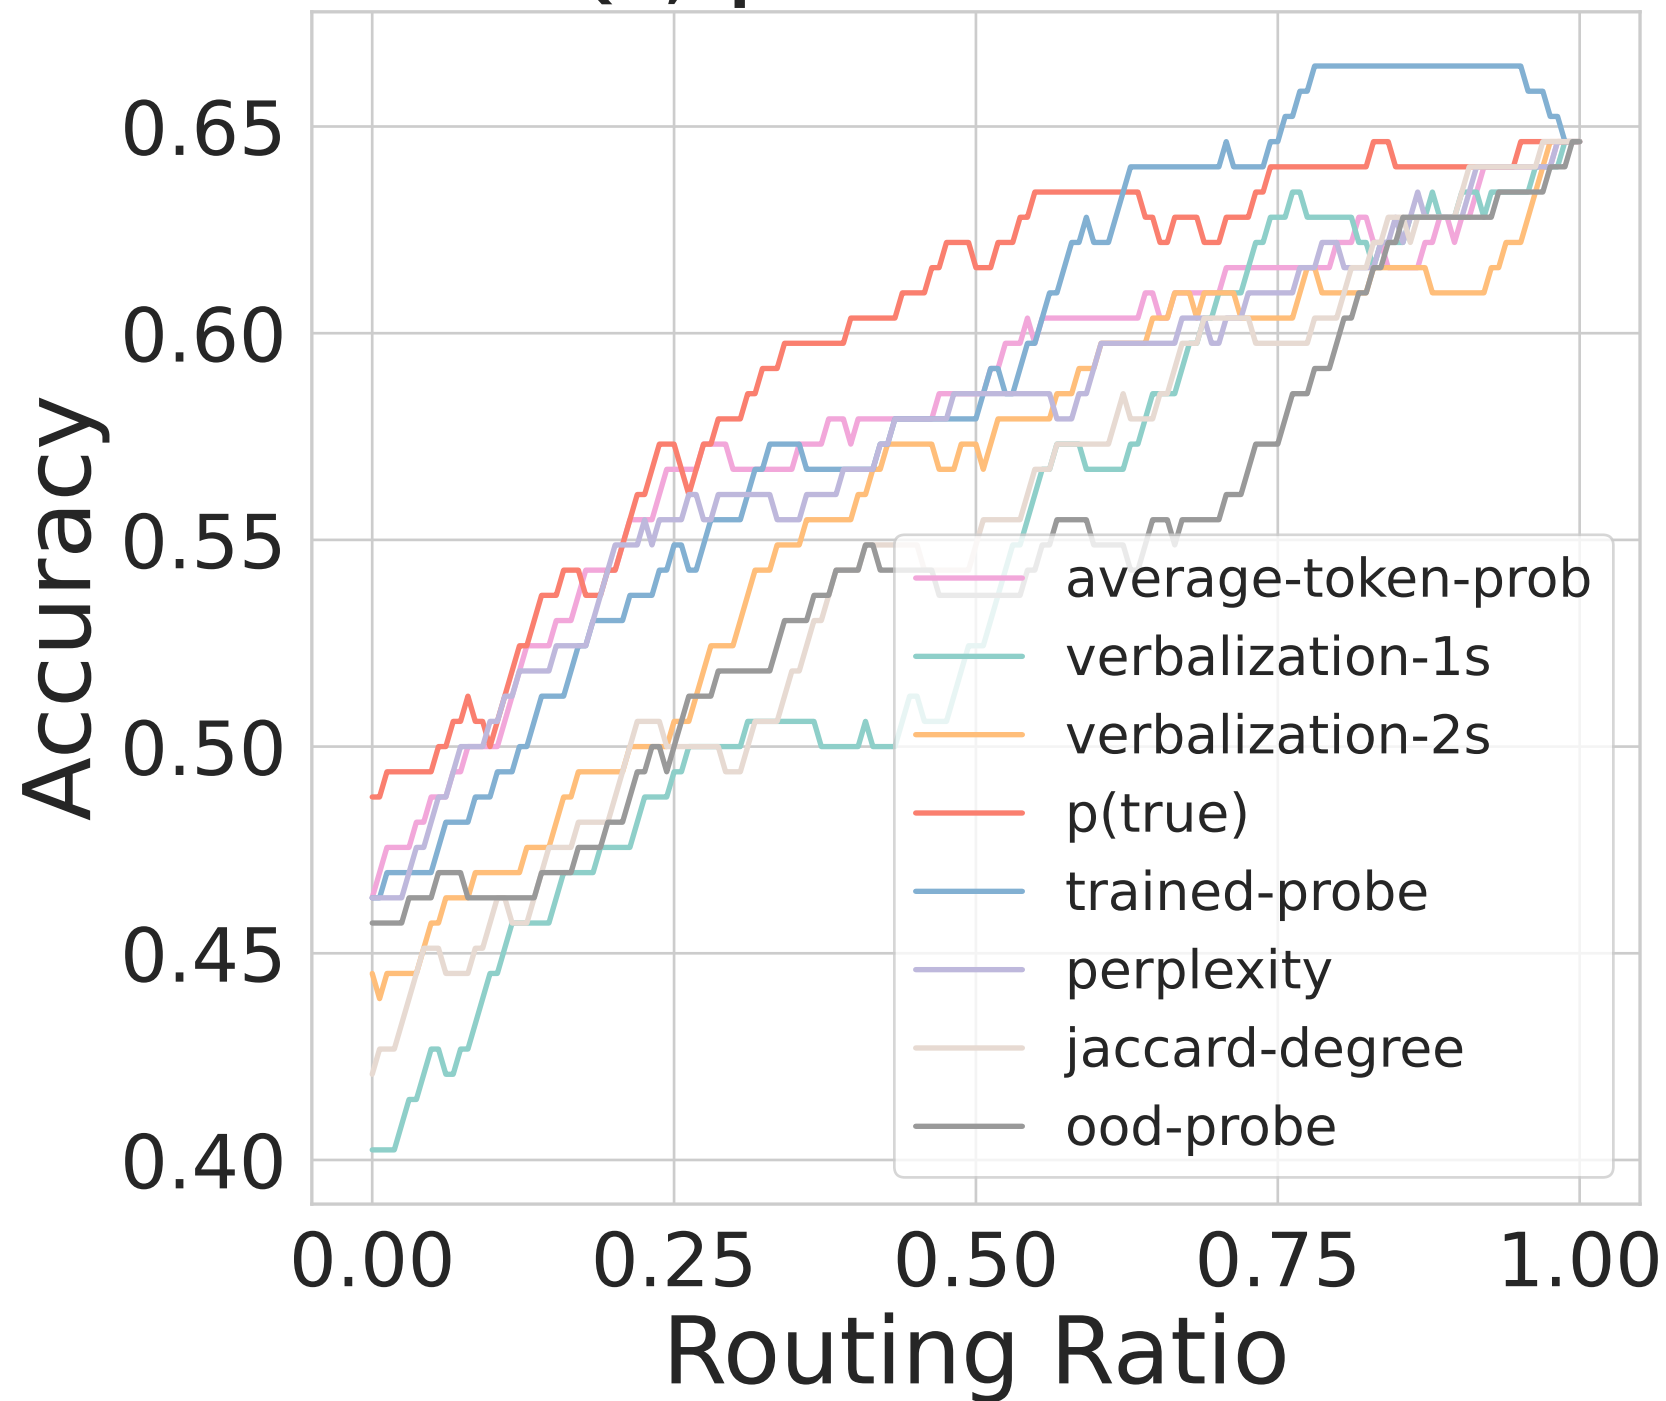 0.65
0.60
0.55
0.50
0.45
0.40
Accuracy
average-token-prob
verbalization-1s
verbalization-2s
p(true)
trained-probe
perplexity
jaccard-degree
ood-probe
0.00 0.25 0.50 0.75 1.00
Routing Ratio